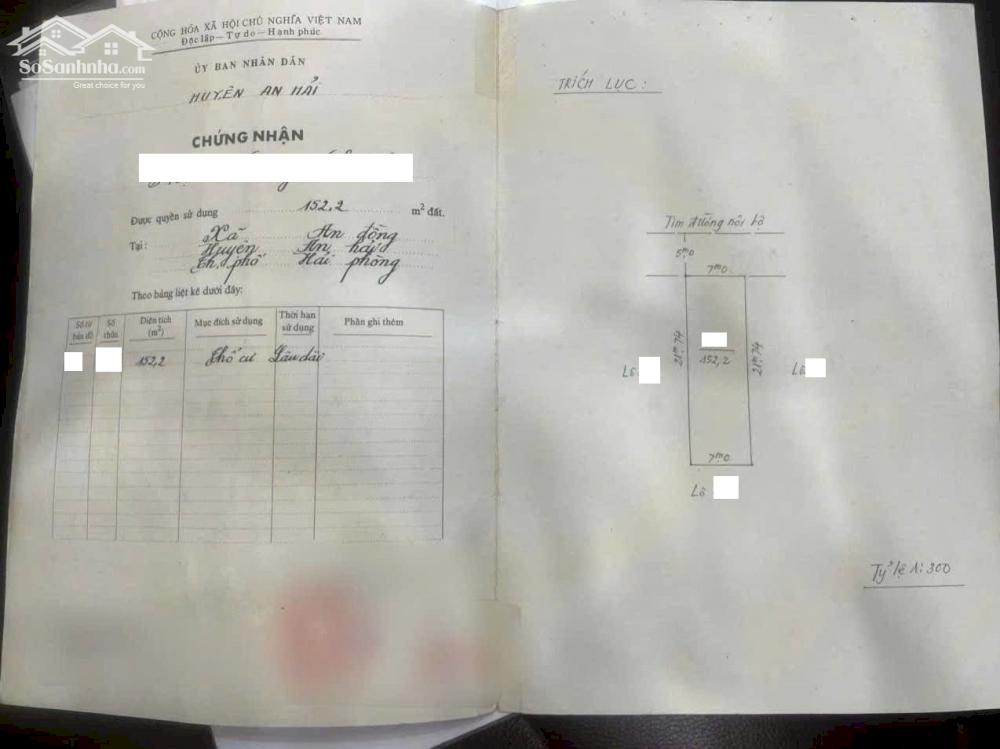 SoSanhnha.com
Great choice for you
CỘNG HÒA XÃ HỘI CHỦ NGHĨA VIỆT NAM
Độc lập - Tự do - Hạnh phúc
ỦY BAN NHÂN DÂN
HUYỆN AN HẢI
CHỨNG NHẬN
Được quyền sử dụng 152,2 m² đất.
Tại: Xã An đồng
Huyện An hải
Th. phố Hải phòng
Theo bảng liệt kê dưới đây:
Số tờ bản đồ Số thửa Diện tích (m²) Mục đích sử dụng Thời hạn sử dụng Phần ghi thêm
152,2 Thổ cư Lâu dài
TRÍCH LỤC:
Tim đường nội bộ
5m0
7m0
21m74
152,2
21m74
Lô
Lô
7m0
Lô
Tỷ lệ 1:300